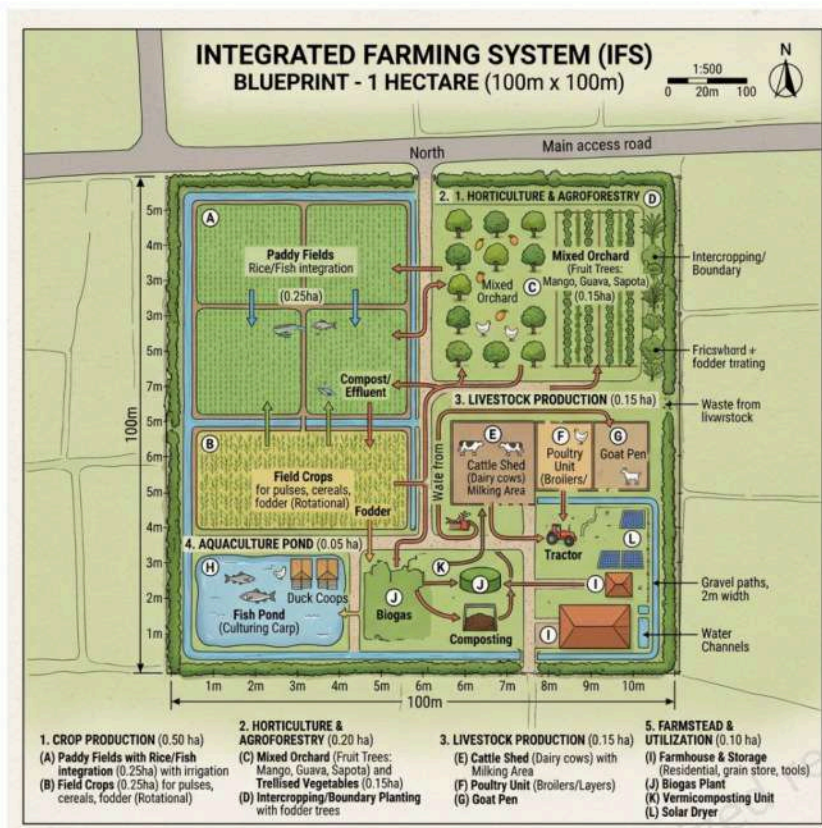 INTEGRATED FARMING SYSTEM (IFS)
BLUEPRINT - 1 HECTARE (100m x 100m)
1:500
0 20m 100
N
North
Main access road
2. 1. HORTICULTURE & AGROFORESTRY
D
A
Paddy Fields
Rice/Fish integration
(0.25ha)
Mixed Orchard
Mixed Orchard
(Fruit Trees:
C
Mango, Guava, Sapota)
(0.15ha)
Intercropping/
Boundary
Fricswbord +
fodder trrating
Compost/
Effluent
3. LIVESTOCK PRODUCTION (0.15 ha)
Waste from
livwrstock
B
Field Crops
for pulses, cereals,
fodder (Rotational)
Fodder
Wate from
E
Cattle Shed
(Dairy cows)
Milking Area
F
Poultry
Unit
(Broilers/
G
Goat Pen
4. AQUACULTURE POND (0.05 ha)
H
Duck Coops
Fish Pond
(Culturing Carp)
K
J
Biogas
J
Composting
Tractor
L
I
I
Gravel paths,
2m width
Water
Channels
100m
5m
4m
3m
3m
5m
7m
5m
6m
5m
4m
3m
2m
1m
1m 2m 3m 4m 5m 6m 6m 7m 8m 9m 10m
100m
1. CROP PRODUCTION (0.50 ha)
(A) Paddy Fields with Rice/Fish
integration (0.25ha) with irrigation
(B) Field Crops (0.25ha) for pulses,
cereals, fodder (Rotational)
2. HORTICULTURE &
AGROFORESTRY (0.20 ha)
(C) Mixed Orchard (Fruit Trees:
Mango, Guava, Sapota) and
Trellised Vegetables (0.15ha)
(D) Intercropping/Boundary Planting
with fodder trees
3. LIVESTOCK PRODUCTION (0.15 ha)
(E) Cattle Shed (Dairy cows) with
Milking Area
(F) Poultry Unit (Broilers/Layers)
(G) Goat Pen
5. FARMSTEAD &
UTILIZATION (0.10 ha)
(I) Farmhouse & Storage
(Residential, grain store, tools)
(J) Biogas Plant
(K) Vermicomposting Unit
(L) Solar Dryer